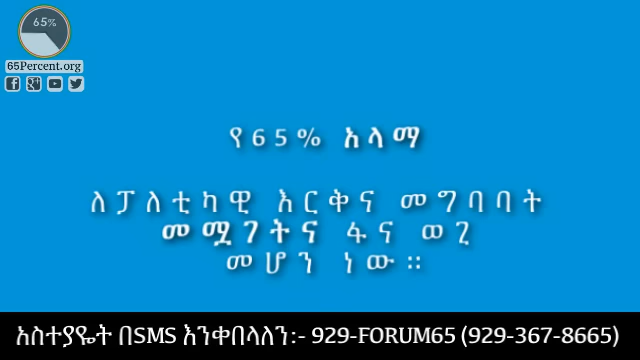 65%
65Percent.org
የ65% አላማ
ለፓለቲካዊ እርቅና መግባባት
መሟገትና ፋና ወጊ
መሆን ነው።
አስተያዬት በSMS እንቀበላለን:- 929-FORUM65 (929-367-8665)